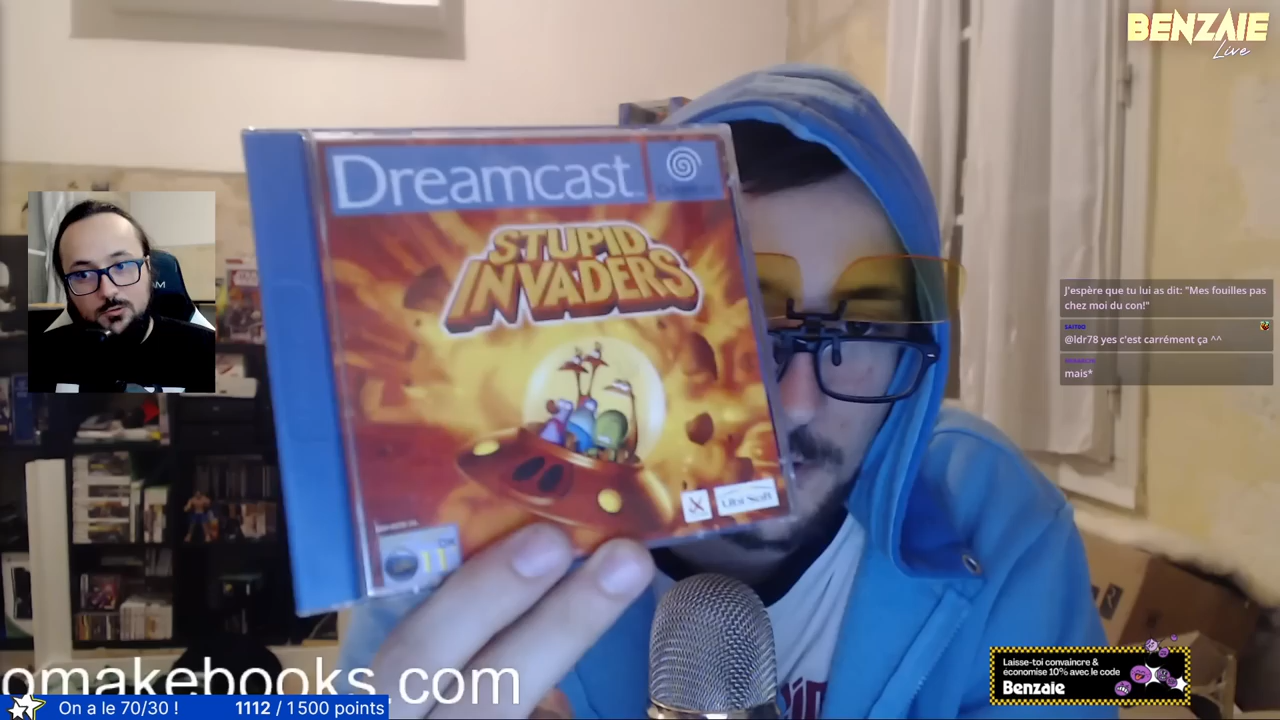 BENZAIE
Live
Dreamcast
STUPID
INVADERS
Ubi Soft
11
J'espère que tu lui as dit: "Mes fouilles pas
chez moi du con!"
@ldr78 yes c'est carrément ça ^^
mais*
omakebooks.com
On a le 70/30 !
1112 / 1500 points
Laisse-toi convaincre &
économise 10% avec le code
Benzaie